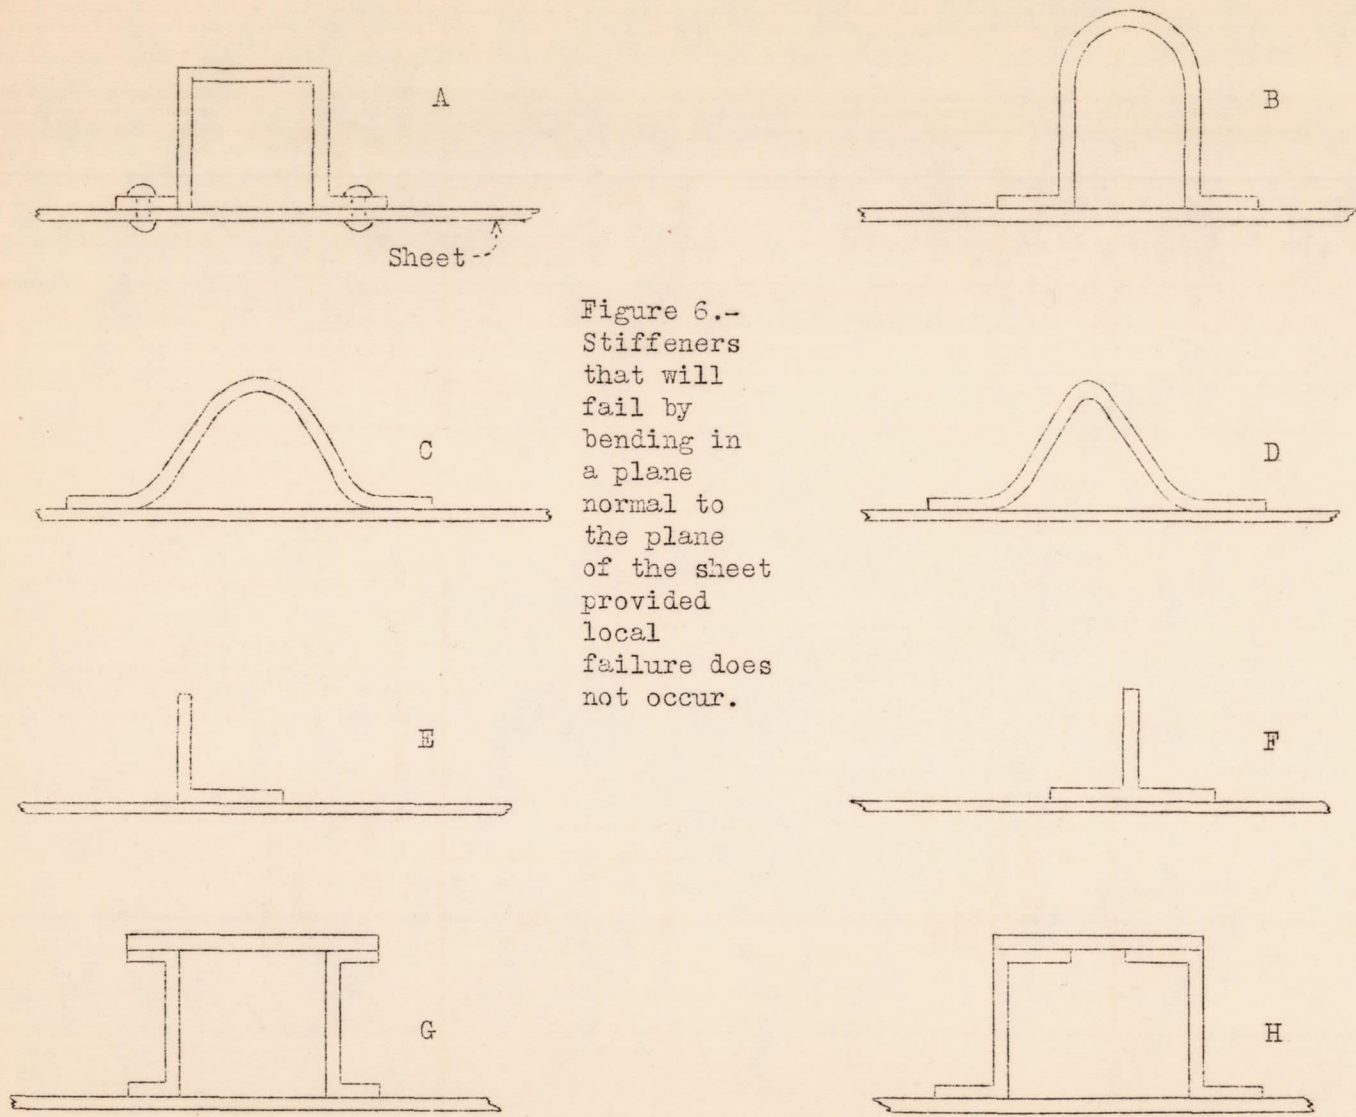 A
B
Sheet
Figure 6.-
Stiffeners
that will
fail by
bending in
a plane
normal to
the plane
of the sheet
provided
local
failure does
not occur.
C
D
E
F
G
H